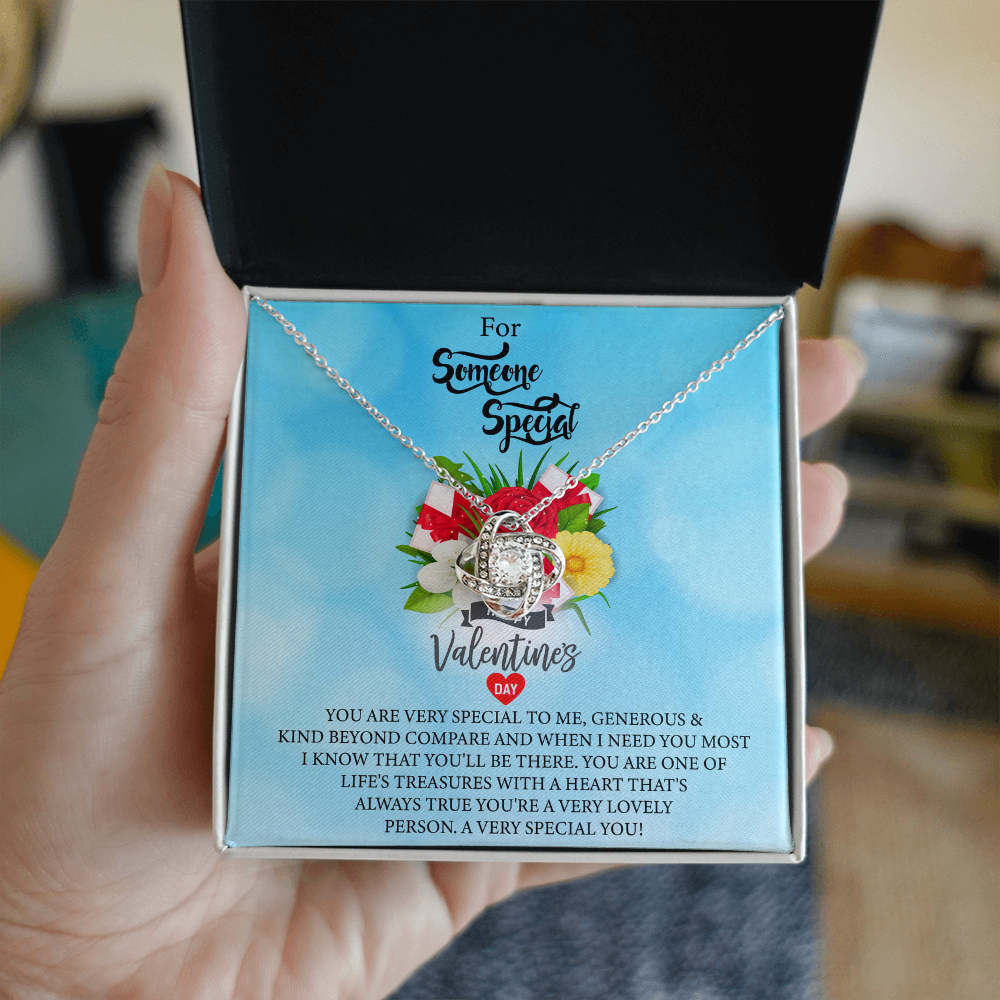 For
Someone
Special
Valentine's
DAY
YOU ARE VERY SPECIAL TO ME, GENEROUS &
KIND BEYOND COMPARE AND WHEN I NEED YOU MOST
I KNOW THAT YOU'LL BE THERE. YOU ARE ONE OF
LIFE'S TREASURES WITH A HEART THAT'S
ALWAYS TRUE YOU'RE A VERY LOVELY
PERSON. A VERY SPECIAL YOU!